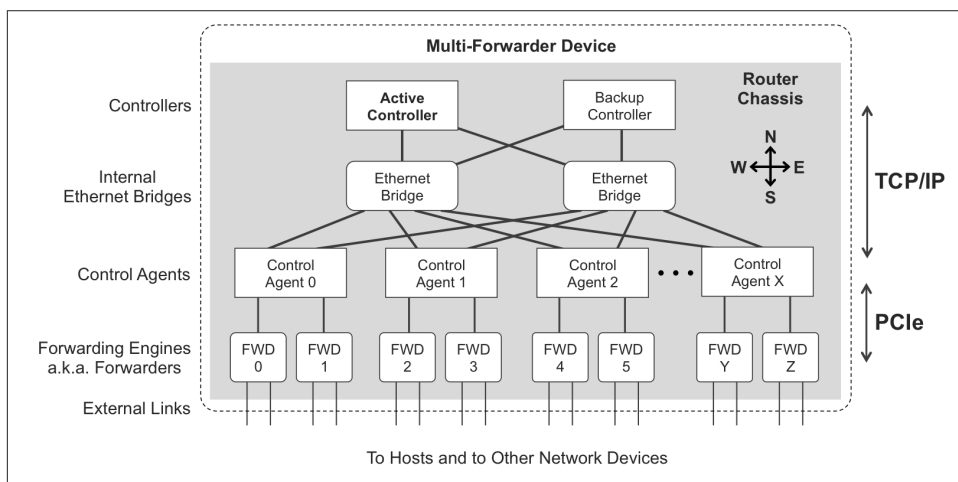 Multi-Forwarder Device
Controllers
Active
Controller
Backup
Controller
Router
Chassis
N
W
E
S
Internal
Ethernet Bridges
Ethernet
Bridge
Ethernet
Bridge
TCP/IP
Control Agents
Control
Agent 0
Control
Agent 1
Control
Agent 2
Control
Agent X
PCIe
Forwarding Engines
a.k.a. Forwarders
FWD
0
FWD
1
FWD
2
FWD
3
FWD
4
FWD
5
FWD
Y
FWD
Z
External Links
To Hosts and to Other Network Devices